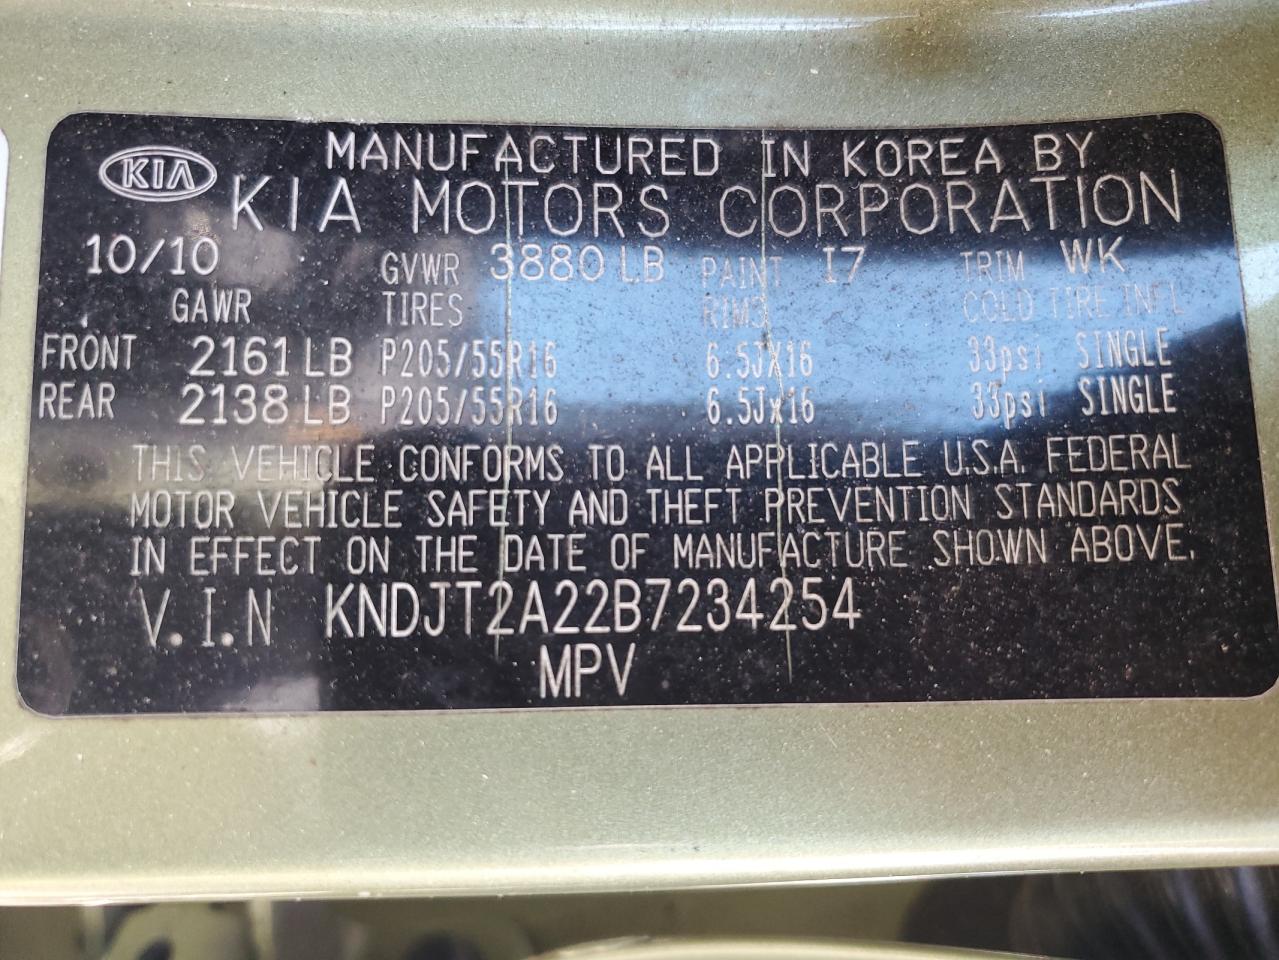 MANUFACTURED IN KOREA BY
KIA
KIA MOTORS CORPORATION
10/10 GVWR 3880 LB PAINT I7 TRIM WK
GAWR TIRES RIMS COLD TIRE INFL
FRONT 2161 LB P205/55R16 6.5JX16 33psi SINGLE
REAR 2138 LB P205/55R16 6.5Jx16 33psi SINGLE
THIS VEHICLE CONFORMS TO ALL APPLICABLE U.S.A. FEDERAL
MOTOR VEHICLE SAFETY AND THEFT PREVENTION STANDARDS
IN EFFECT ON THE DATE OF MANUFACTURE SHOWN ABOVE.
V.I.N KNDJT2A22B7234254
MPV